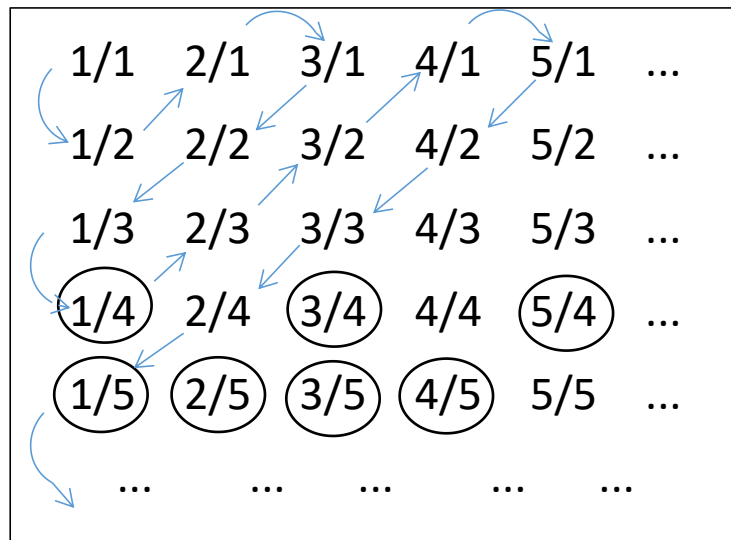 1/1 2/1 3/1 4/1 5/1 ...
1/2 2/2 3/2 4/2 5/2 ...
1/3 2/3 3/3 4/3 5/3 ...
1/4 2/4 3/4 4/4 5/4 ...
1/5 2/5 3/5 4/5 5/5 ...
... ... ... ... ...